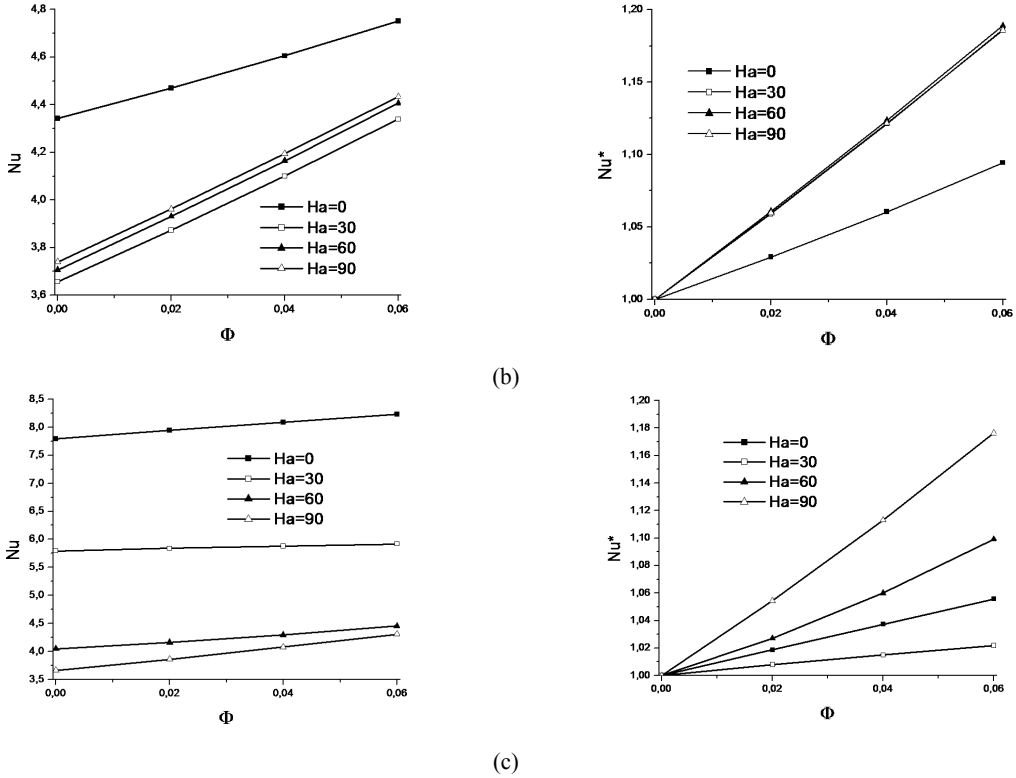 4,8
4,6
4,4
4,2
4,0
3,8
3,6
Nu
Ha=0
Ha=30
Ha=60
Ha=90
0,00
0,02
0,04
0,06
Φ
1,20
1,15
1,10
1,05
1,00
Nu*
Ha=0
Ha=30
Ha=60
Ha=90
0,00
0,02
0,04
0,06
Φ
(b)
8,5
8,0
7,5
7,0
6,5
6,0
5,5
5,0
4,5
4,0
3,5
Nu
Ha=0
Ha=30
Ha=60
Ha=90
0,00
0,02
0,04
0,06
Φ
1,20
1,18
1,16
1,14
1,12
1,10
1,08
1,06
1,04
1,02
1,00
Nu*
Ha=0
Ha=30
Ha=60
Ha=90
0,00
0,02
0,04
0,06
Φ
(c)